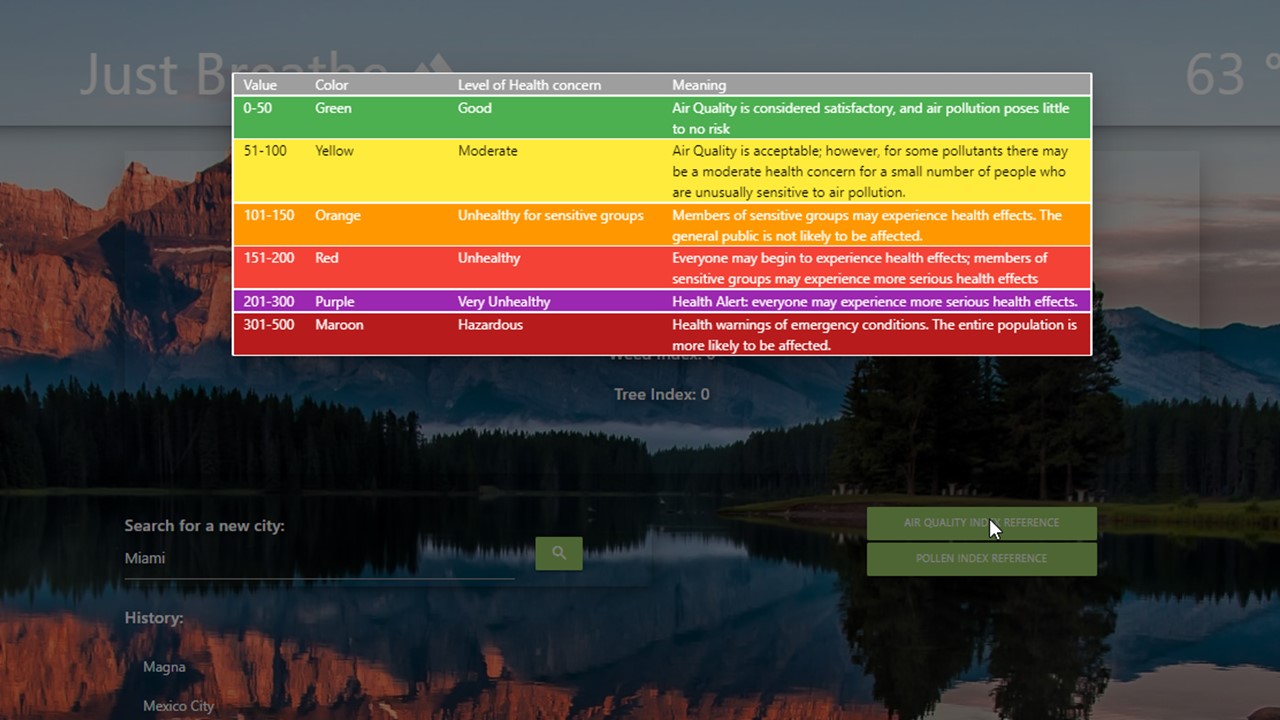 Just Breathe
63 °
Value Color Level of Health concern Meaning
0-50 Green Good Air Quality is considered satisfactory, and air pollution poses little
to no risk
51-100 Yellow Moderate Air Quality is acceptable; however, for some pollutants there may
be a moderate health concern for a small number of people who
are unusually sensitive to air pollution.
101-150 Orange Unhealthy for sensitive groups Members of sensitive groups may experience health effects. The
general public is not likely to be affected.
151-200 Red Unhealthy Everyone may begin to experience health effects; members of
sensitive groups may experience more serious health effects
201-300 Purple Very Unhealthy Health Alert: everyone may experience more serious health effects.
301-500 Maroon Hazardous Health warnings of emergency conditions. The entire population is
more likely to be affected.
Weed Index: 0
Tree Index: 0
Search for a new city:
Miami
AIR QUALITY INDEX REFERENCE
POLLEN INDEX REFERENCE
History:
Magna
Mexico City